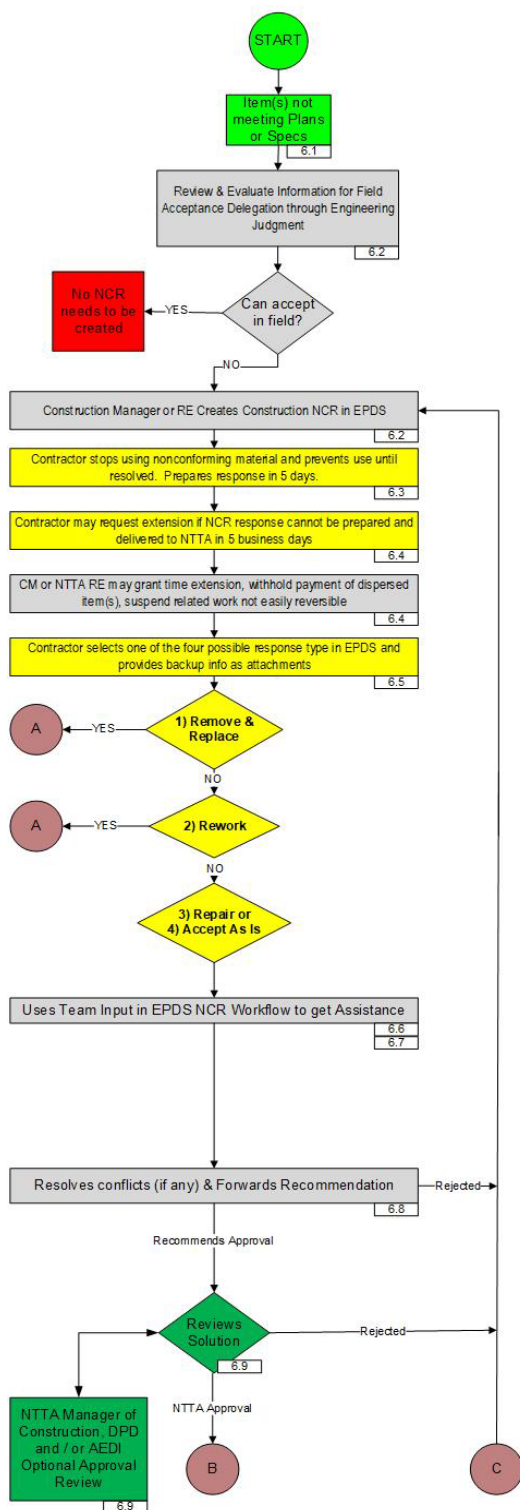 START
Item(s) not
meeting Plans
or Specs
6.1
Review & Evaluate Information for Field
Acceptance Delegation through Engineering
Judgment
6.2
No NCR
needs to be
created
YES
Can accept
in field?
NO
Construction Manager or RE Creates Construction NCR in EPDS
6.2
Contractor stops using nonconforming material and prevents use until
resolved. Prepares response in 5 days.
6.3
Contractor may request extension if NCR response cannot be prepared and
delivered to NTTA in 5 business days
6.4
CM or NTTA RE may grant time extension, withhold payment of dispersed
item(s), suspend related work not easily reversible
6.4
Contractor selects one of the four possible response type in EPDS and
provides backup info as attachments
6.5
A
YES
1) Remove &
Replace
NO
A
YES
2) Rework
NO
3) Repair or
4) Accept As Is
Uses Team Input in EPDS NCR Workflow to get Assistance
6.6
6.7
Resolves conflicts (if any) & Forwards Recommendation
Rejected
6.8
Recommends Approval
Reviews
Solution
Rejected
6.9
NTTA Approval
NTTA Manager of
Construction, DPD
and / or AEDI
Optional Approval
Review
6.9
B
C